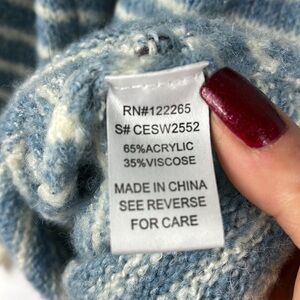 RN#122265
S# CESW2552
65%ACRYLIC
35%VISCOSE
MADE IN CHINA
SEE REVERSE
FOR CARE